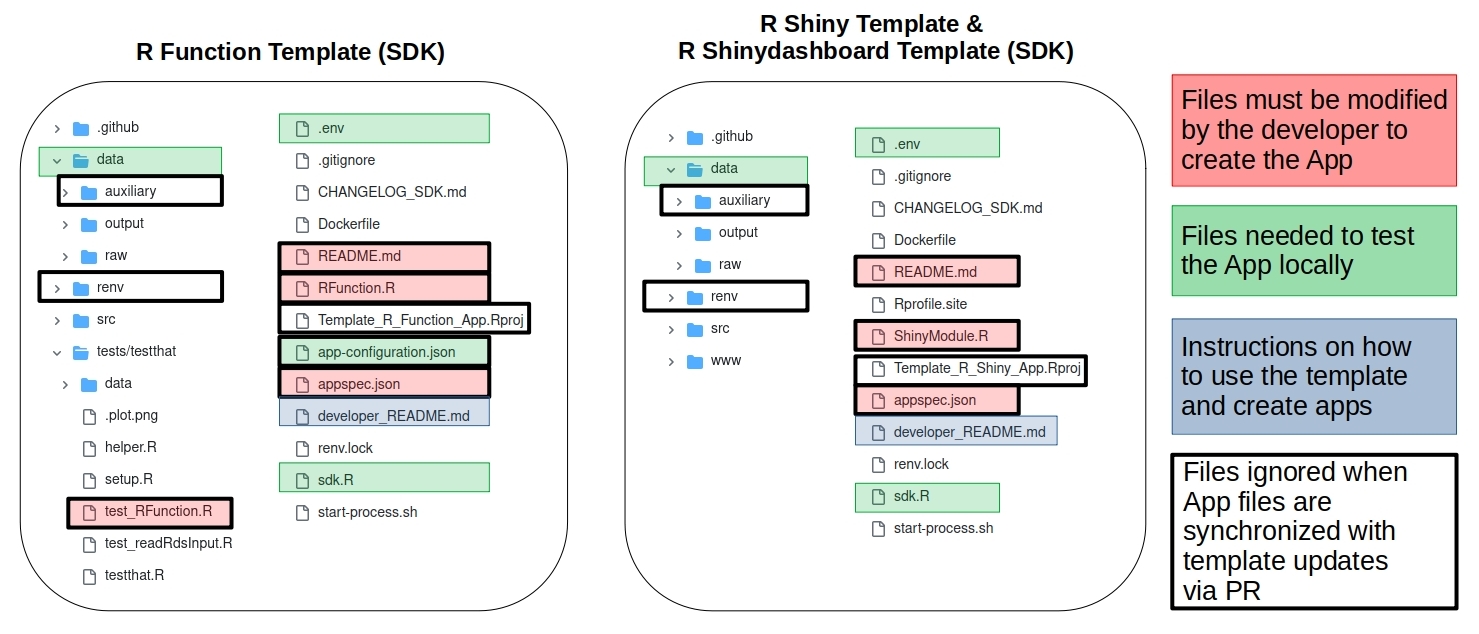 R Function Template (SDK)
.github
data
auxiliary
output
raw
renv
src
tests/testthat
data
.plot.png
helper.R
setup.R
test_RFunction.R
test_readRdsInput.R
testthat.R
.env
.gitignore
CHANGELOG_SDK.md
Dockerfile
README.md
RFunction.R
Template_R_Function_App.Rproj
app-configuration.json
appspec.json
developer_README.md
renv.lock
sdk.R
start-process.sh
R Shiny Template &
R Shinydashboard Template (SDK)
.github
data
auxiliary
output
raw
renv
src
www
.env
.gitignore
CHANGELOG_SDK.md
Dockerfile
README.md
Rprofile.site
ShinyModule.R
Template_R_Shiny_App.Rproj
appspec.json
developer_README.md
renv.lock
sdk.R
start-process.sh
Files must be modified
by the developer to
create the App
Files needed to test
the App locally
Instructions on how
to use the template
and create apps
Files ignored when
App files are
synchronized with
template updates
via PR